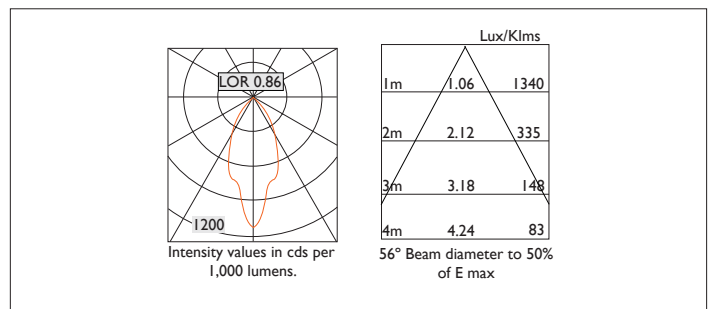 LOR 0.86
1200
Intensity values in cds per
1,000 lumens.
Lux/Klms
1m 1.06 1340
2m 2.12 335
3m 3.18 148
4m 4.24 83
56° Beam diameter to 50%
of E max